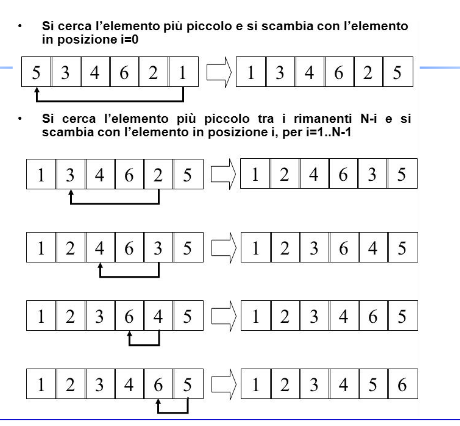 • Si cerca l'elemento più piccolo e si scambia con l'elemento
in posizione i=0
5 3 4 6 2 1 1 3 4 6 2 5
• Si cerca l'elemento più piccolo tra i rimanenti N-i e si
scambia con l'elemento in posizione i, per i=1..N-1
1 3 4 6 2 5 1 2 4 6 3 5
1 2 4 6 3 5 1 2 3 6 4 5
1 2 3 6 4 5 1 2 3 4 6 5
1 2 3 4 6 5 1 2 3 4 5 6